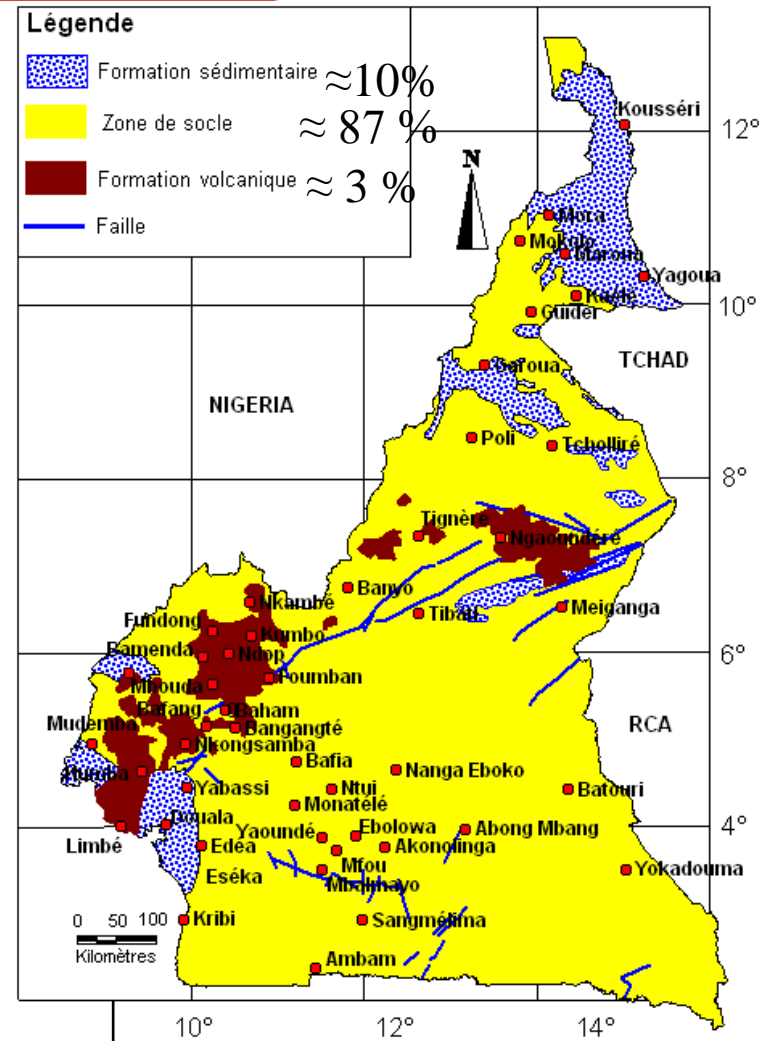 Légende
Formation sédimentaire ≈10%
Zone de socle ≈ 87 %
Formation volcanique ≈ 3 %
Faille
N
Kousséri
12°
Mora
Mokolo
Maroua
Yagoua
Kaélé
10°
Guider
TCHAD
Garoua
NIGERIA
Poli
Tcholliré
8°
Tignère
Ngaoundéré
Banyo
Nkambé
Meiganga
Tibati
Fundong
Kumbo
Bamenda
Ndop
6°
Foumban
Mbouda
Bafang
Baham
Mudemba
Bangangté
RCA
Nkongsamba
Bafia
Nanga Eboko
Kumba
Yabassi
Ntui
Batouri
Monatélé
Douala
Yaoundé
Ebolowa
Abong Mbang
4°
Limbé
Edéa
Akonolinga
Mfou
Eséka
Yokadouma
Mbalmayo
0 50 100
Kilomètres
Kribi
Sangmélima
Ambam
10°
12°
14°